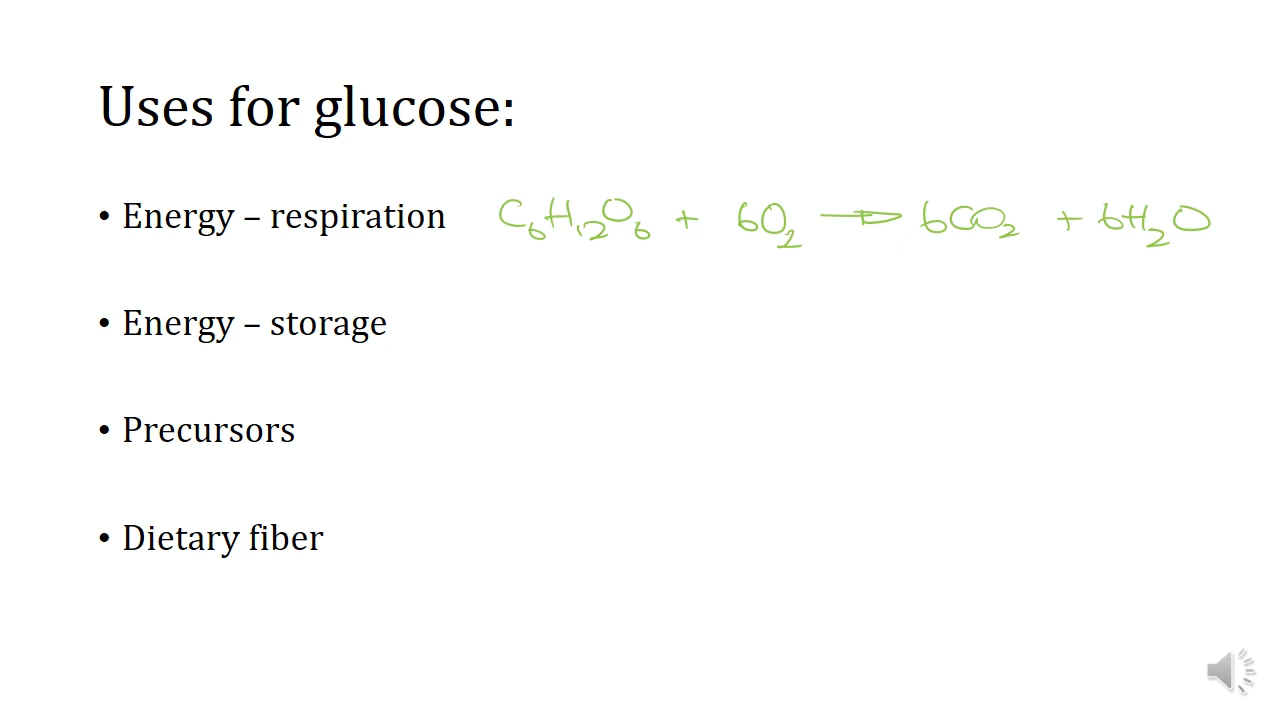 Uses for glucose:
• Energy – respiration C₆H₁₂O₆ + 6O₂ → 6CO₂ + 6H₂O
• Energy – storage
• Precursors
• Dietary fiber